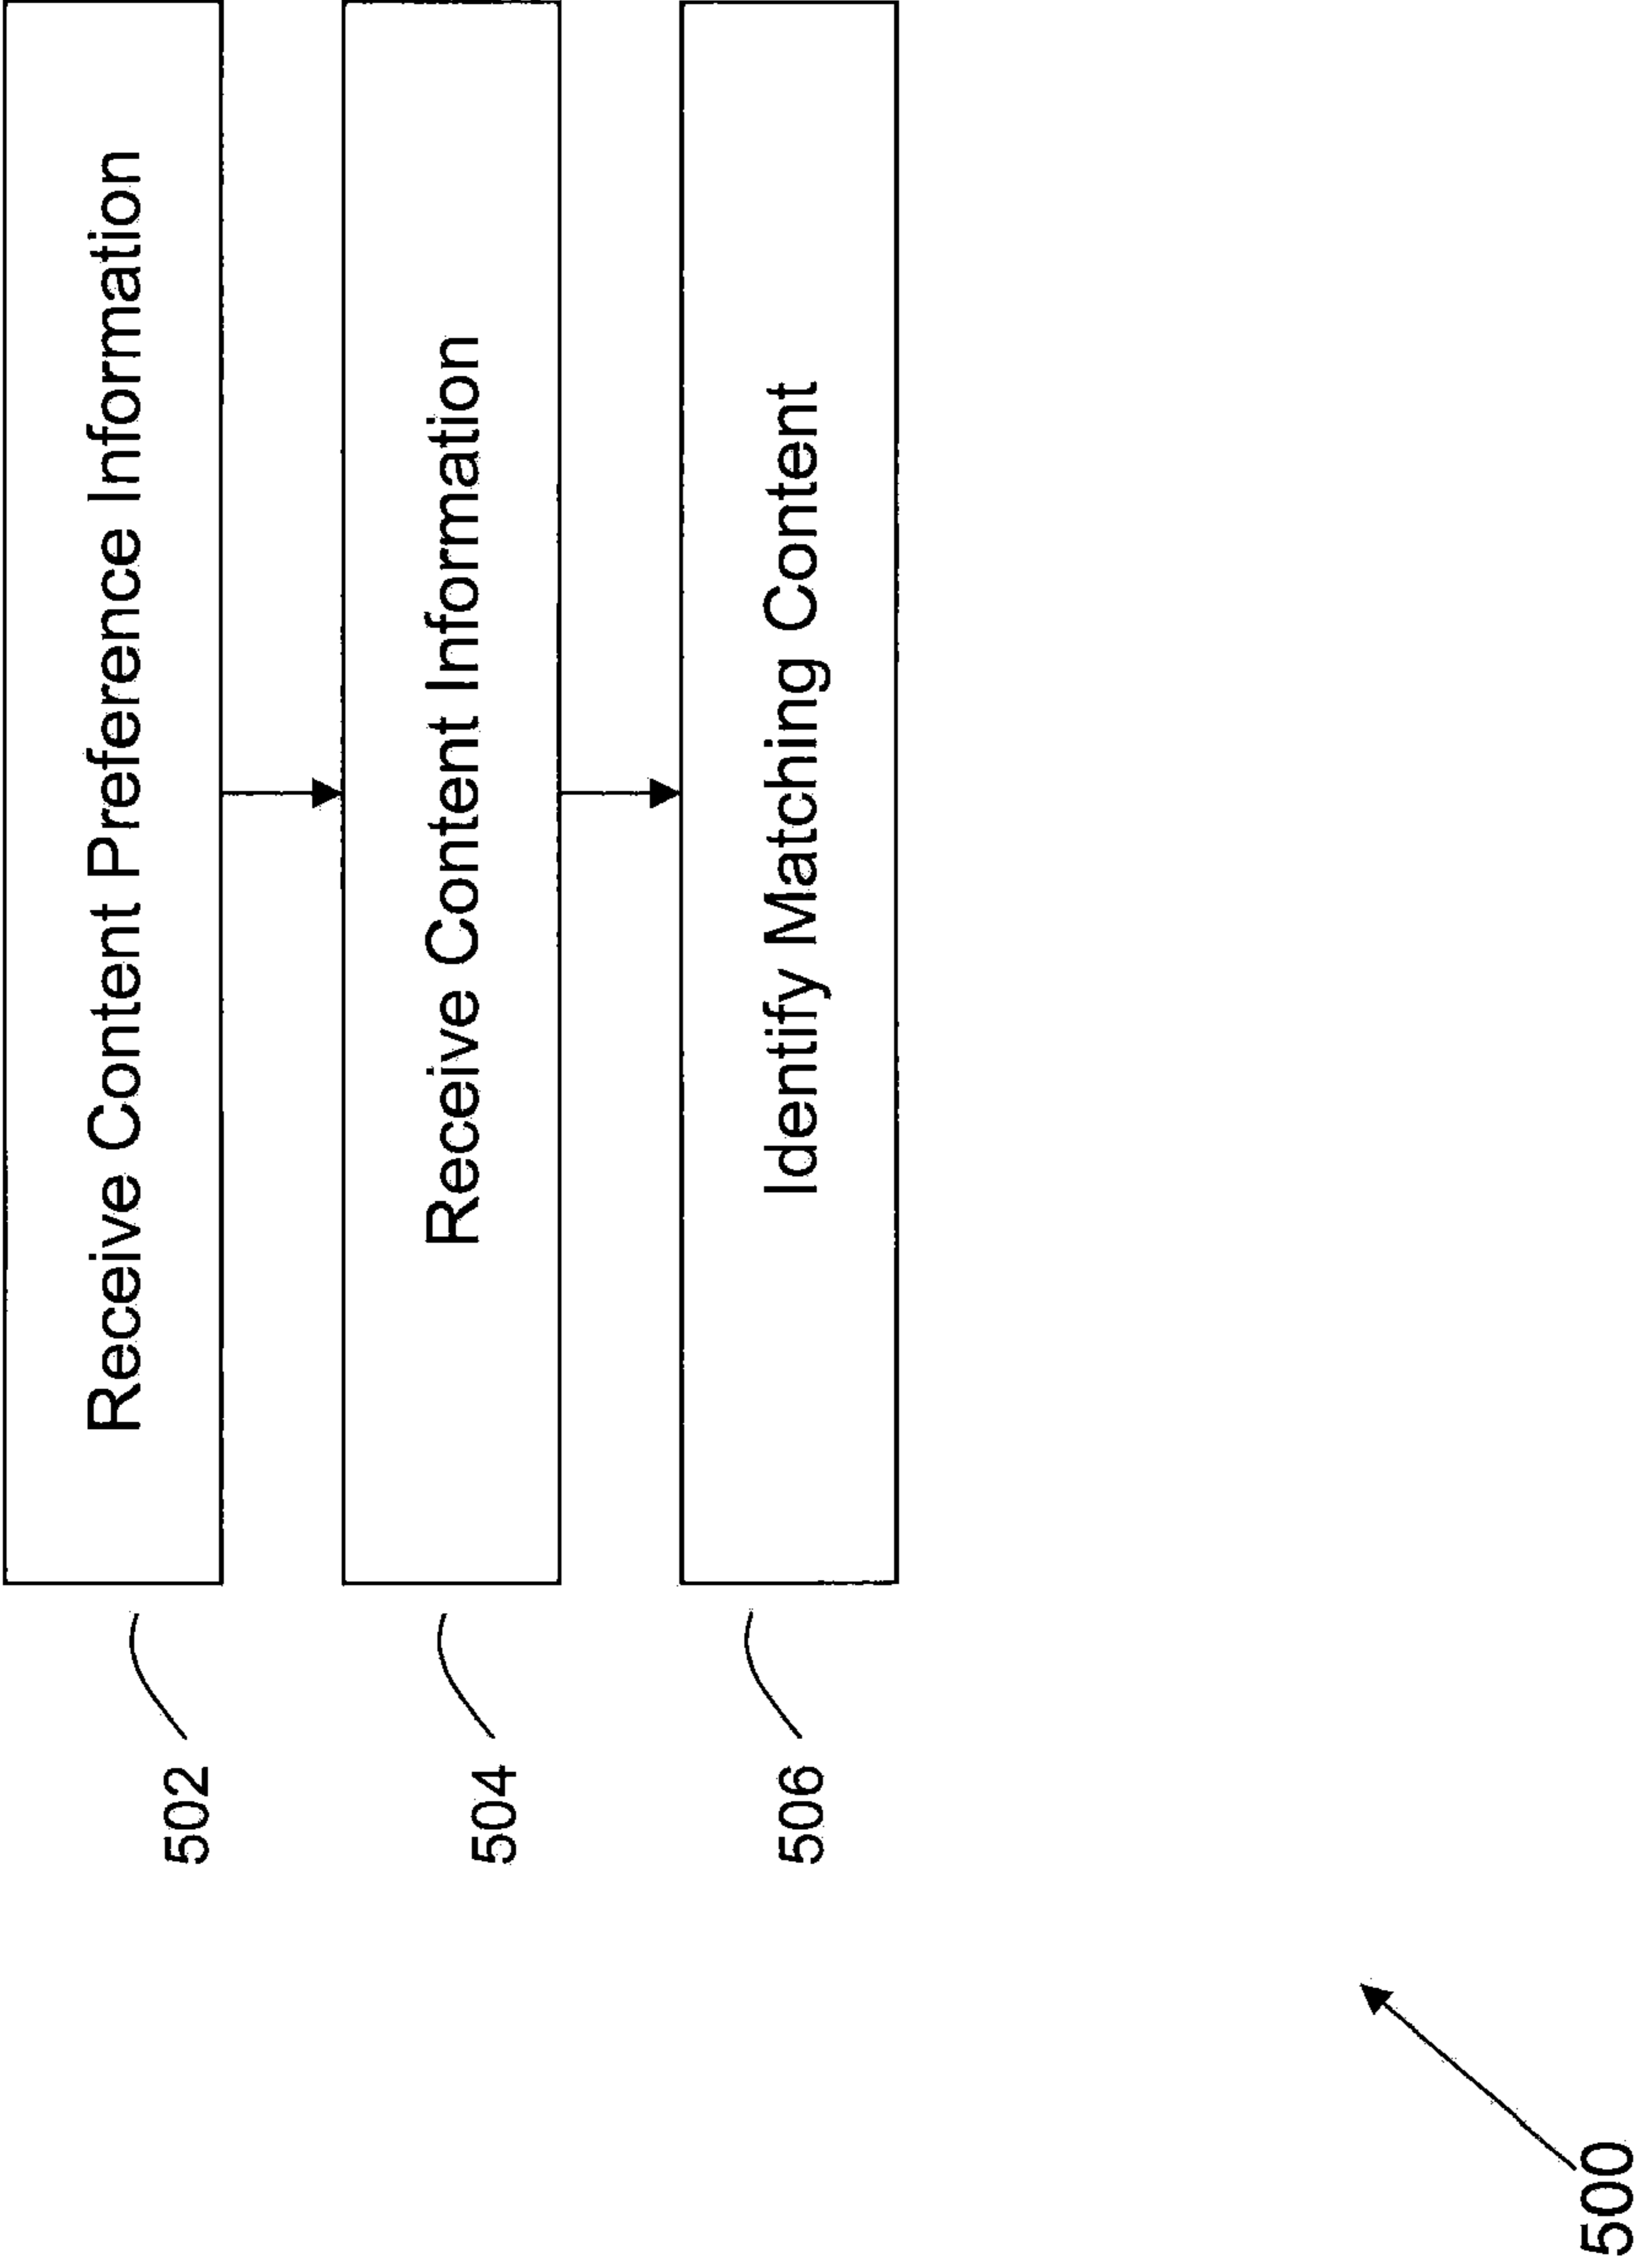 502
Receive Content Preference Information
504
Receive Content Information
506
Identify Matching Content
500